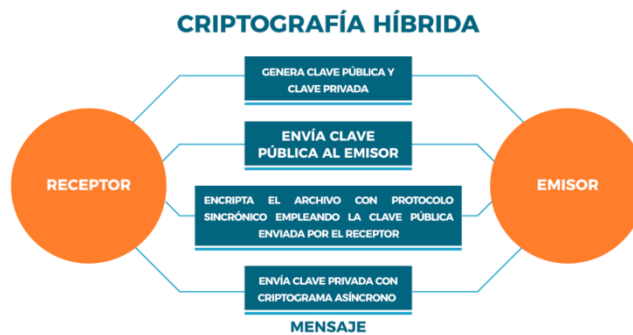 CRIPTOGRAFÍA HÍBRIDA
GENERA CLAVE PÚBLICA Y
CLAVE PRIVADA
ENVÍA CLAVE
PÚBLICA AL EMISOR
RECEPTOR
EMISOR
ENCRIPTA EL ARCHIVO CON PROTOCOLO
SINCRÓNICO EMPLEANDO LA CLAVE PÚBLICA
ENVIADA POR EL RECEPTOR
ENVÍA CLAVE PRIVADA CON
CRIPTOGRAMA ASÍNCRONO
MENSAJE